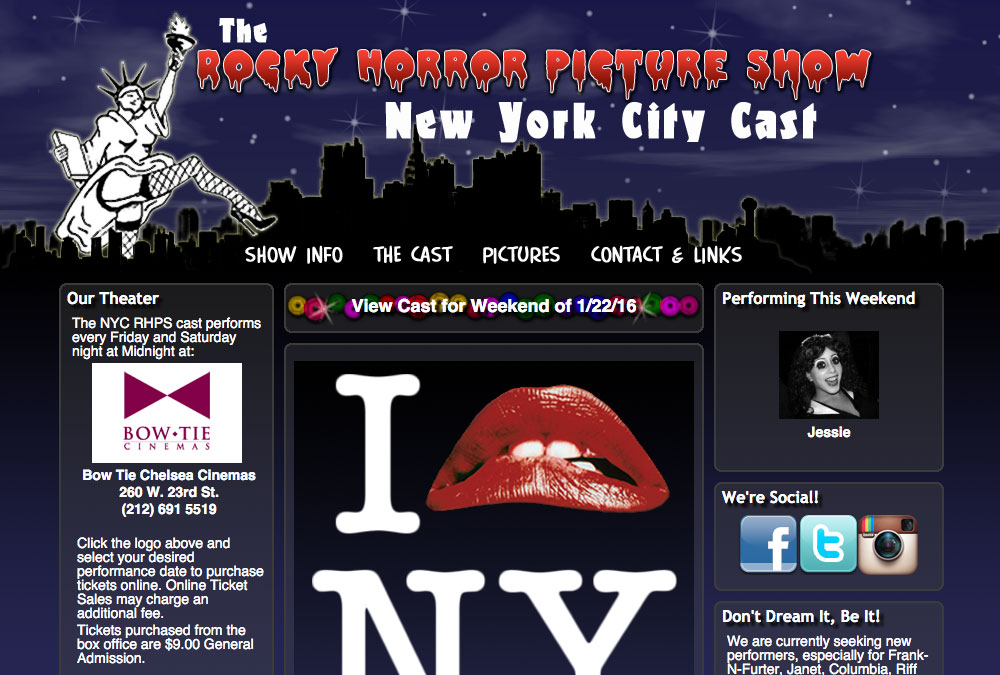 The
ROCKY HORROR PICTURE SHOW
New York City Cast
SHOW INFO
THE CAST
PICTURES
CONTACT & LINKS
Our Theater
The NYC RHPS cast performs
every Friday and Saturday
night at Midnight at:
BOW·TIE
CINEMAS
Bow Tie Chelsea Cinemas
260 W. 23rd St.
(212) 691 5519
Click the logo above and
select your desired
performance date to purchase
tickets online. Online Ticket
Sales may charge an
additional fee.
Tickets purchased from the
box office are $9.00 General
Admission.
View Cast for Weekend of 1/22/16
I
NY
Performing This Weekend
Jessie
We're Social!
Don't Dream It, Be It!
We are currently seeking new
performers, especially for Frank-
N-Furter, Janet, Columbia, Riff